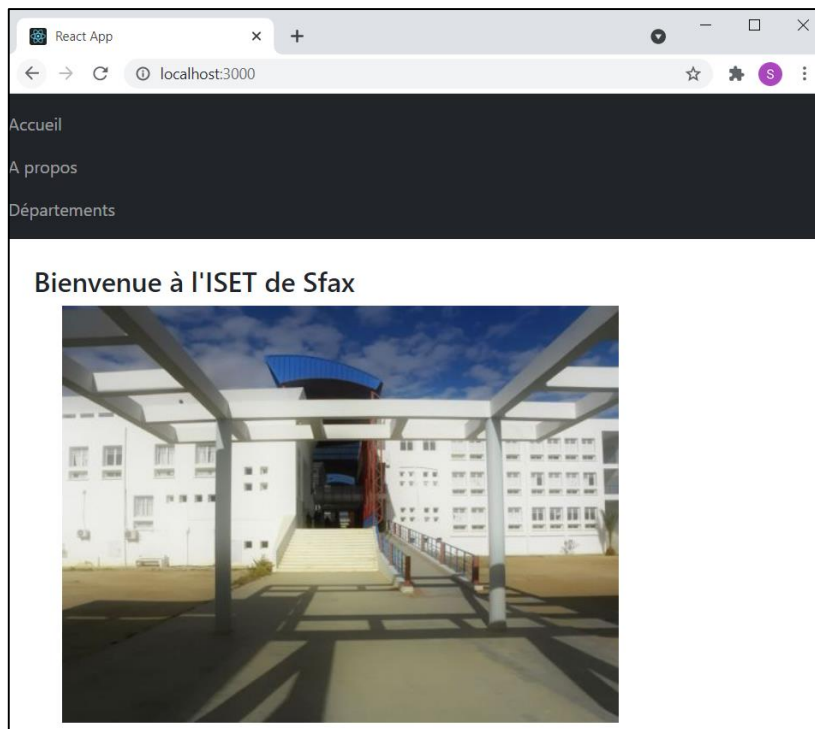 React App
localhost:3000
S
Accueil
A propos
Départements
Bienvenue à l'ISET de Sfax